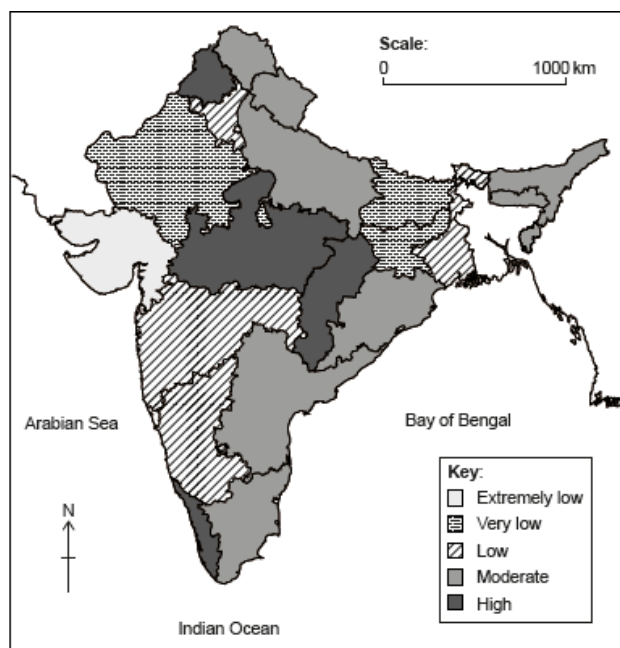 Scale:
0 1000 km
Arabian Sea
Bay of Bengal
Key:
Extremely low
Very low
Low
Moderate
High
N
Indian Ocean